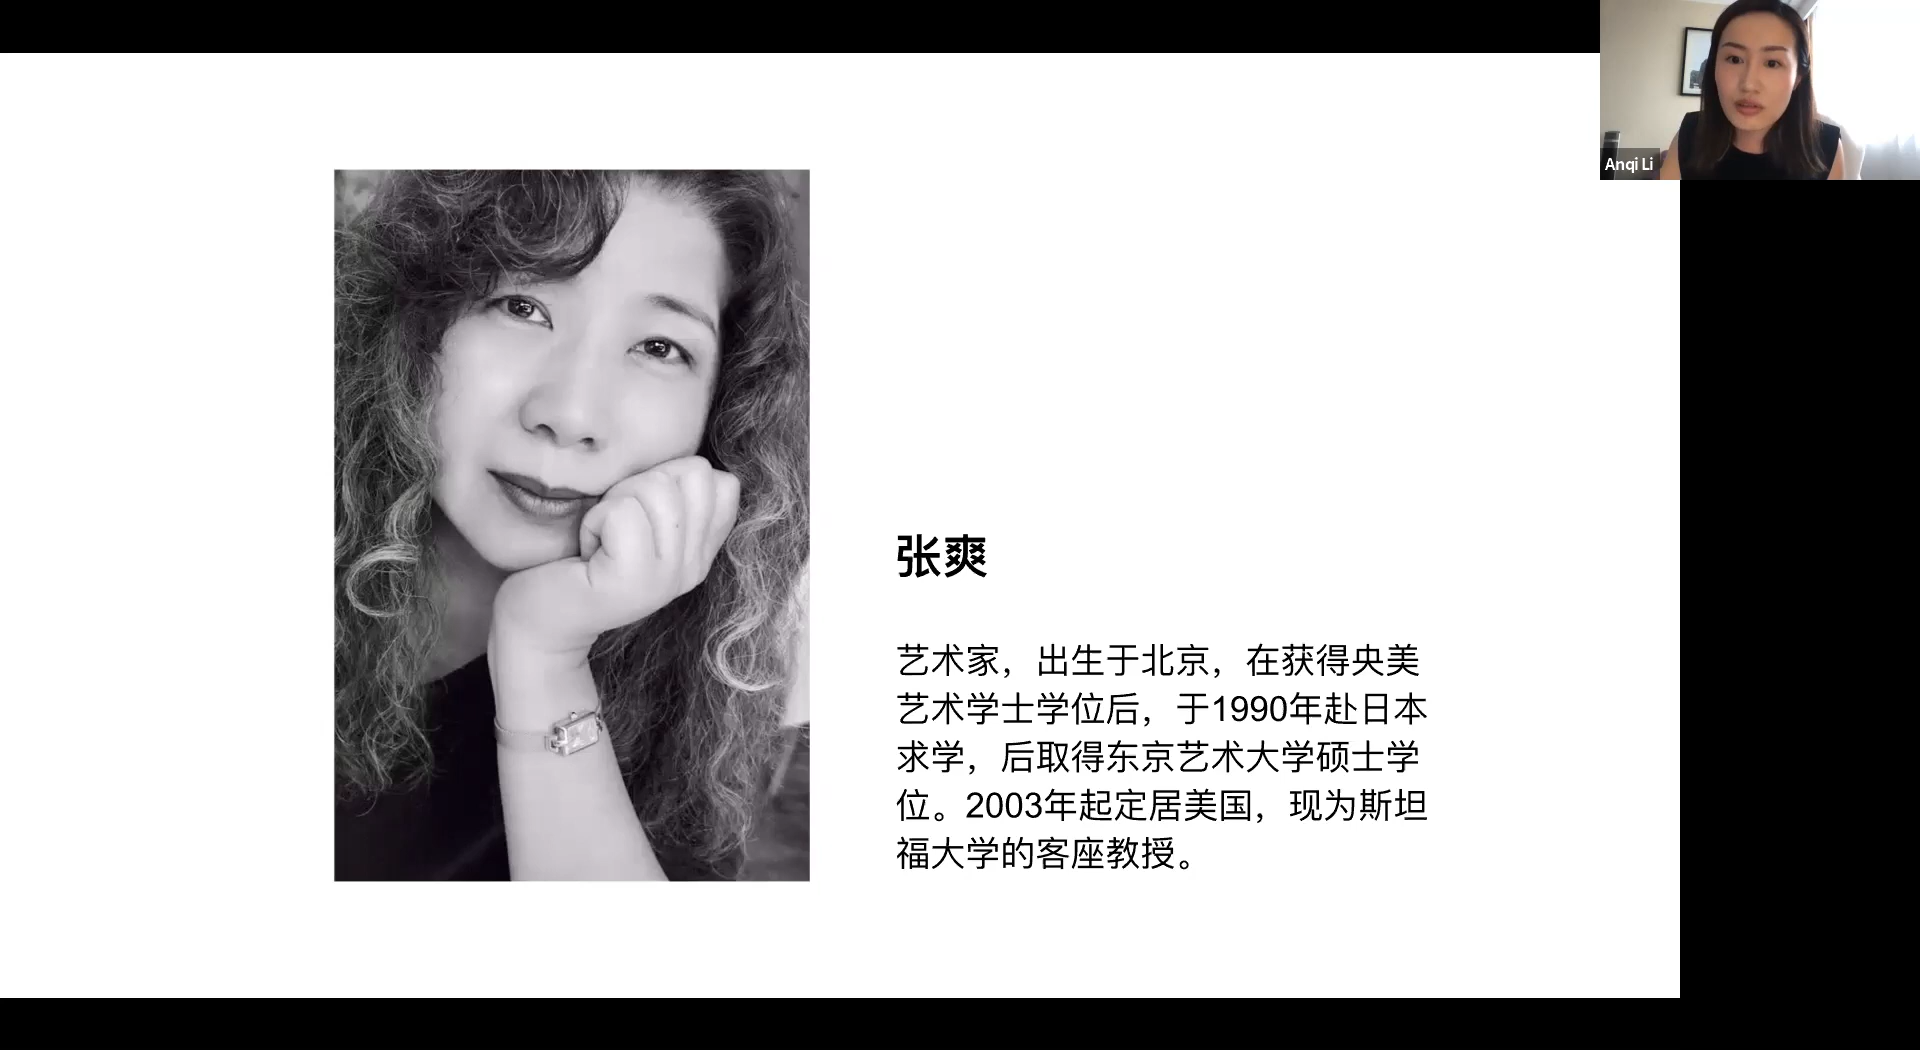 Anqi Li
张爽
艺术家，出生于北京，在获得央美
艺术学士学位后，于1990年赴日本
求学，后取得东京艺术大学硕士学
位。2003年起定居美国，现为斯坦
福大学的客座教授。